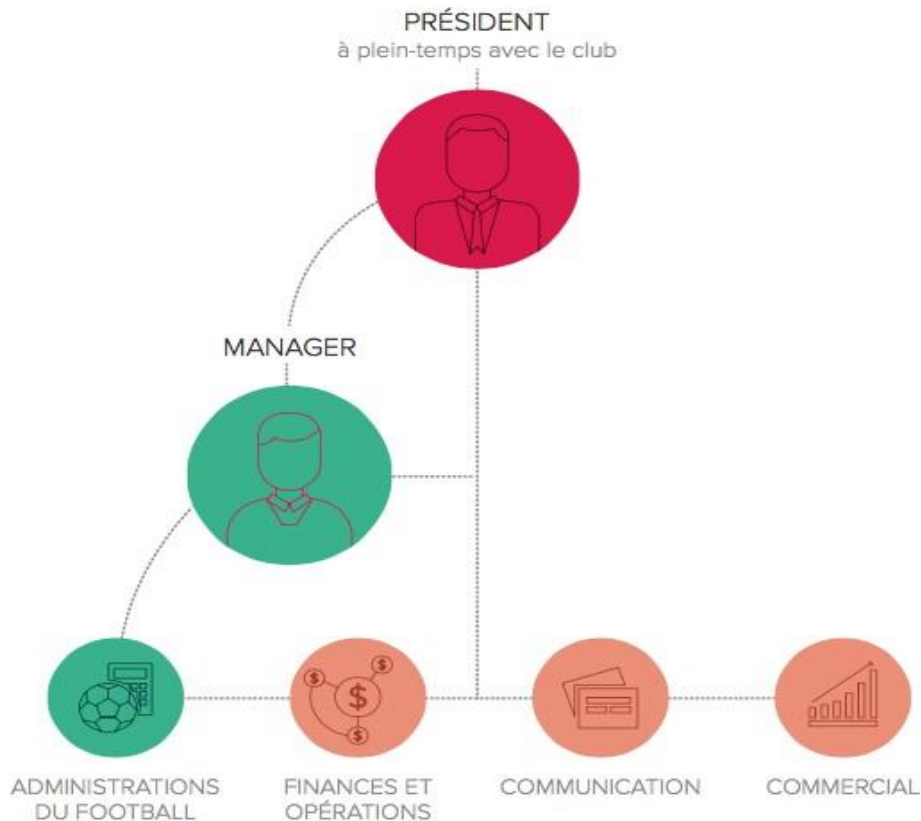 PRÉSIDENT
à plein-temps avec le club
MANAGER
$
$
$
$
ADMINISTRATIONS
DU FOOTBALL
FINANCES ET
OPÉRATIONS
COMMUNICATION
COMMERCIAL